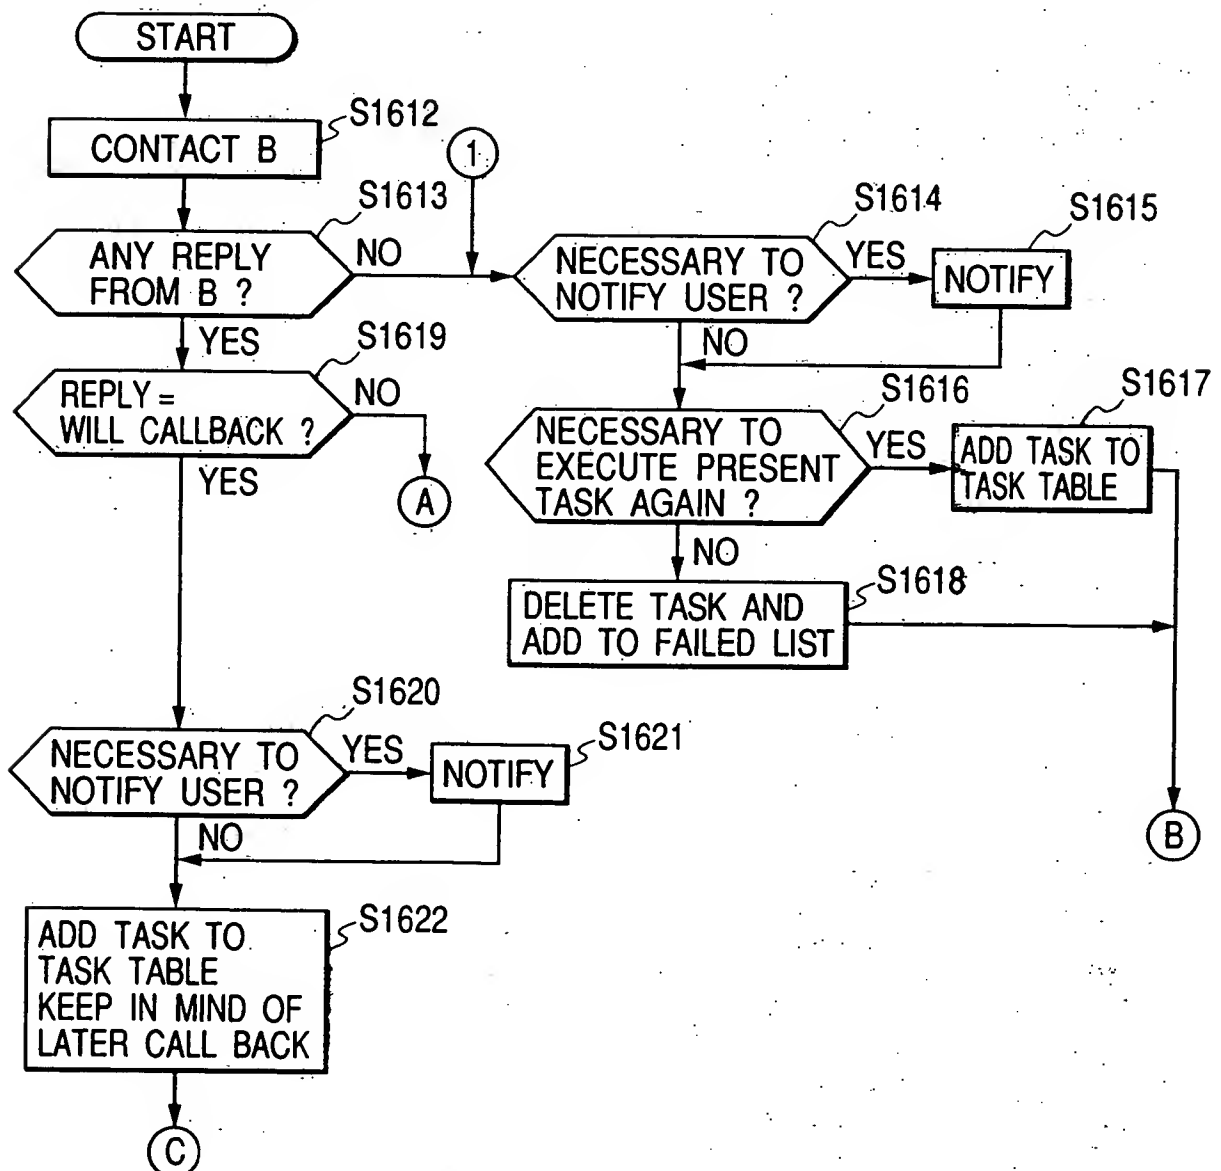 START
S1612
CONTACT B
1
S1613
ANY REPLY
FROM B ?
NO
S1614
NECESSARY TO
NOTIFY USER ?
YES
S1615
NOTIFY
YES
NO
S1619
REPLY=
WILL CALLBACK ?
NO
A
YES
S1616
NECESSARY TO
EXECUTE PRESENT
TASK AGAIN ?
YES
S1617
ADD TASK TO
TASK TABLE
NO
S1618
DELETE TASK AND
ADD TO FAILED LIST
B
S1620
NECESSARY TO
NOTIFY USER ?
YES
S1621
NOTIFY
NO
S1622
ADD TASK TO
TASK TABLE
KEEP IN MIND OF
LATER CALL BACK
C